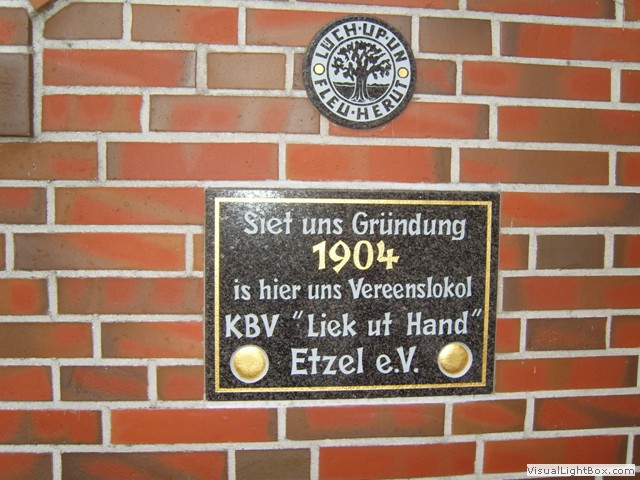 LÜCH·UP·UN
FLEU·HERUT
Siet uns Gründung
1904
is hier uns Vereenslokol
KBV "Liek ut Hand"
Etzel e.V.
VisualLightBox.com